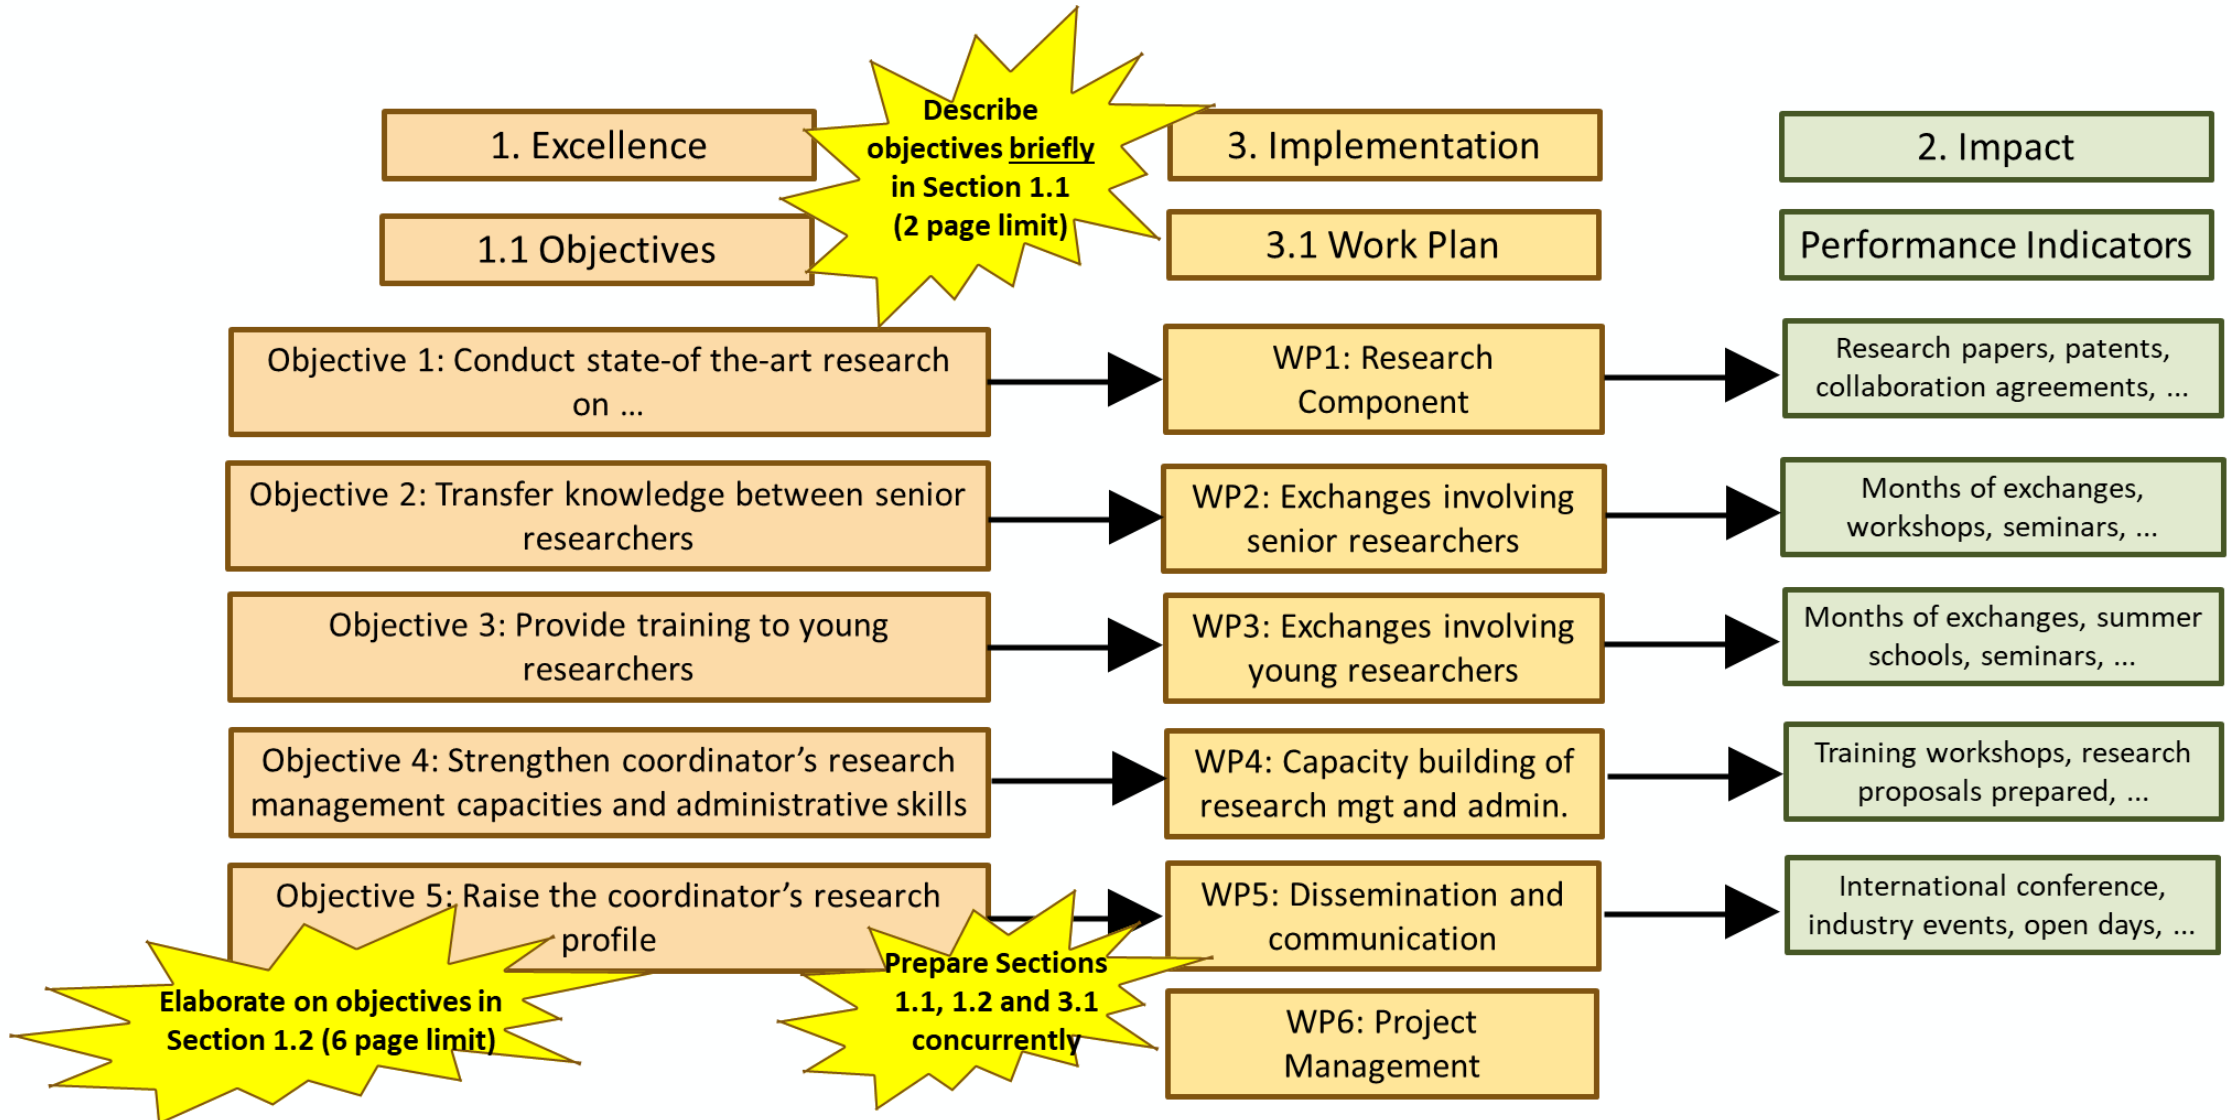 1. Excellence
Describe
objectives briefly
in Section 1.1
(2 page limit)
3. Implementation
2. Impact
1.1 Objectives
3.1 Work Plan
Performance Indicators
Objective 1: Conduct state-of the-art research
on ...
WP1: Research
Component
Research papers, patents,
collaboration agreements, ...
Objective 2: Transfer knowledge between senior
researchers
WP2: Exchanges involving
senior researchers
Months of exchanges,
workshops, seminars, ...
Objective 3: Provide training to young
researchers
WP3: Exchanges involving
young researchers
Months of exchanges, summer
schools, seminars, ...
Objective 4: Strengthen coordinator’s research
management capacities and administrative skills
WP4: Capacity building of
research mgt and admin.
Training workshops, research
proposals prepared, ...
Objective 5: Raise the coordinator’s research
profile
WP5: Dissemination and
communication
International conference,
industry events, open days, ...
Elaborate on objectives in
Section 1.2 (6 page limit)
Prepare Sections
1.1, 1.2 and 3.1
concurrently
WP6: Project
Management